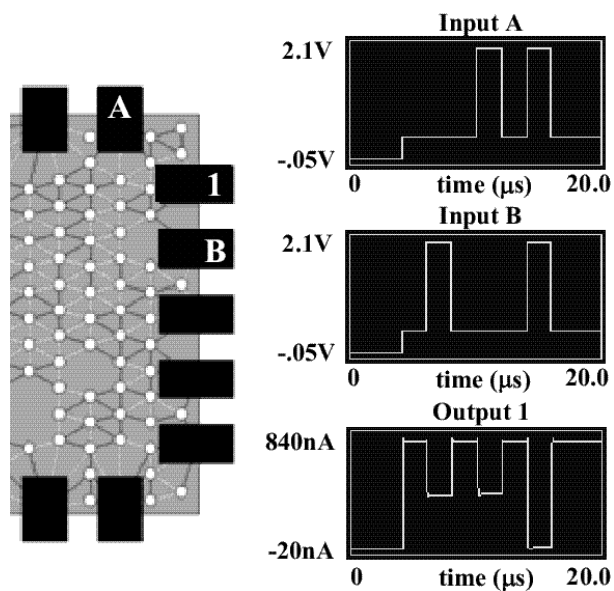 A
1
B
Input A
2.1V
-.05V
0
20.0
time (μs)
Input B
2.1V
-.05V
0
20.0
time (μs)
Output 1
840nA
-20nA
0
20.0
time (μs)